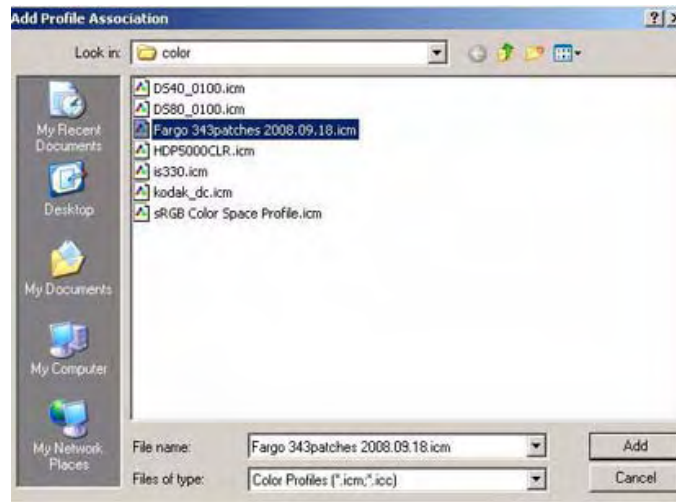 Add Profile Association
Look in: color
D540_0100.icm
D580_0100.icm
Fargo 343patches 2008.09.18.icm
HDP5000CLR.icm
is330.icm
kodak_dc.icm
sRGB Color Space Profile.icm
My Recent
Documents
Desktop
My Documents
My Computer
My Network
Places
File name: Fargo 343patches 2008.09.18.icm Add
Files of type: Color Profiles (*.icm;*.icc) Cancel